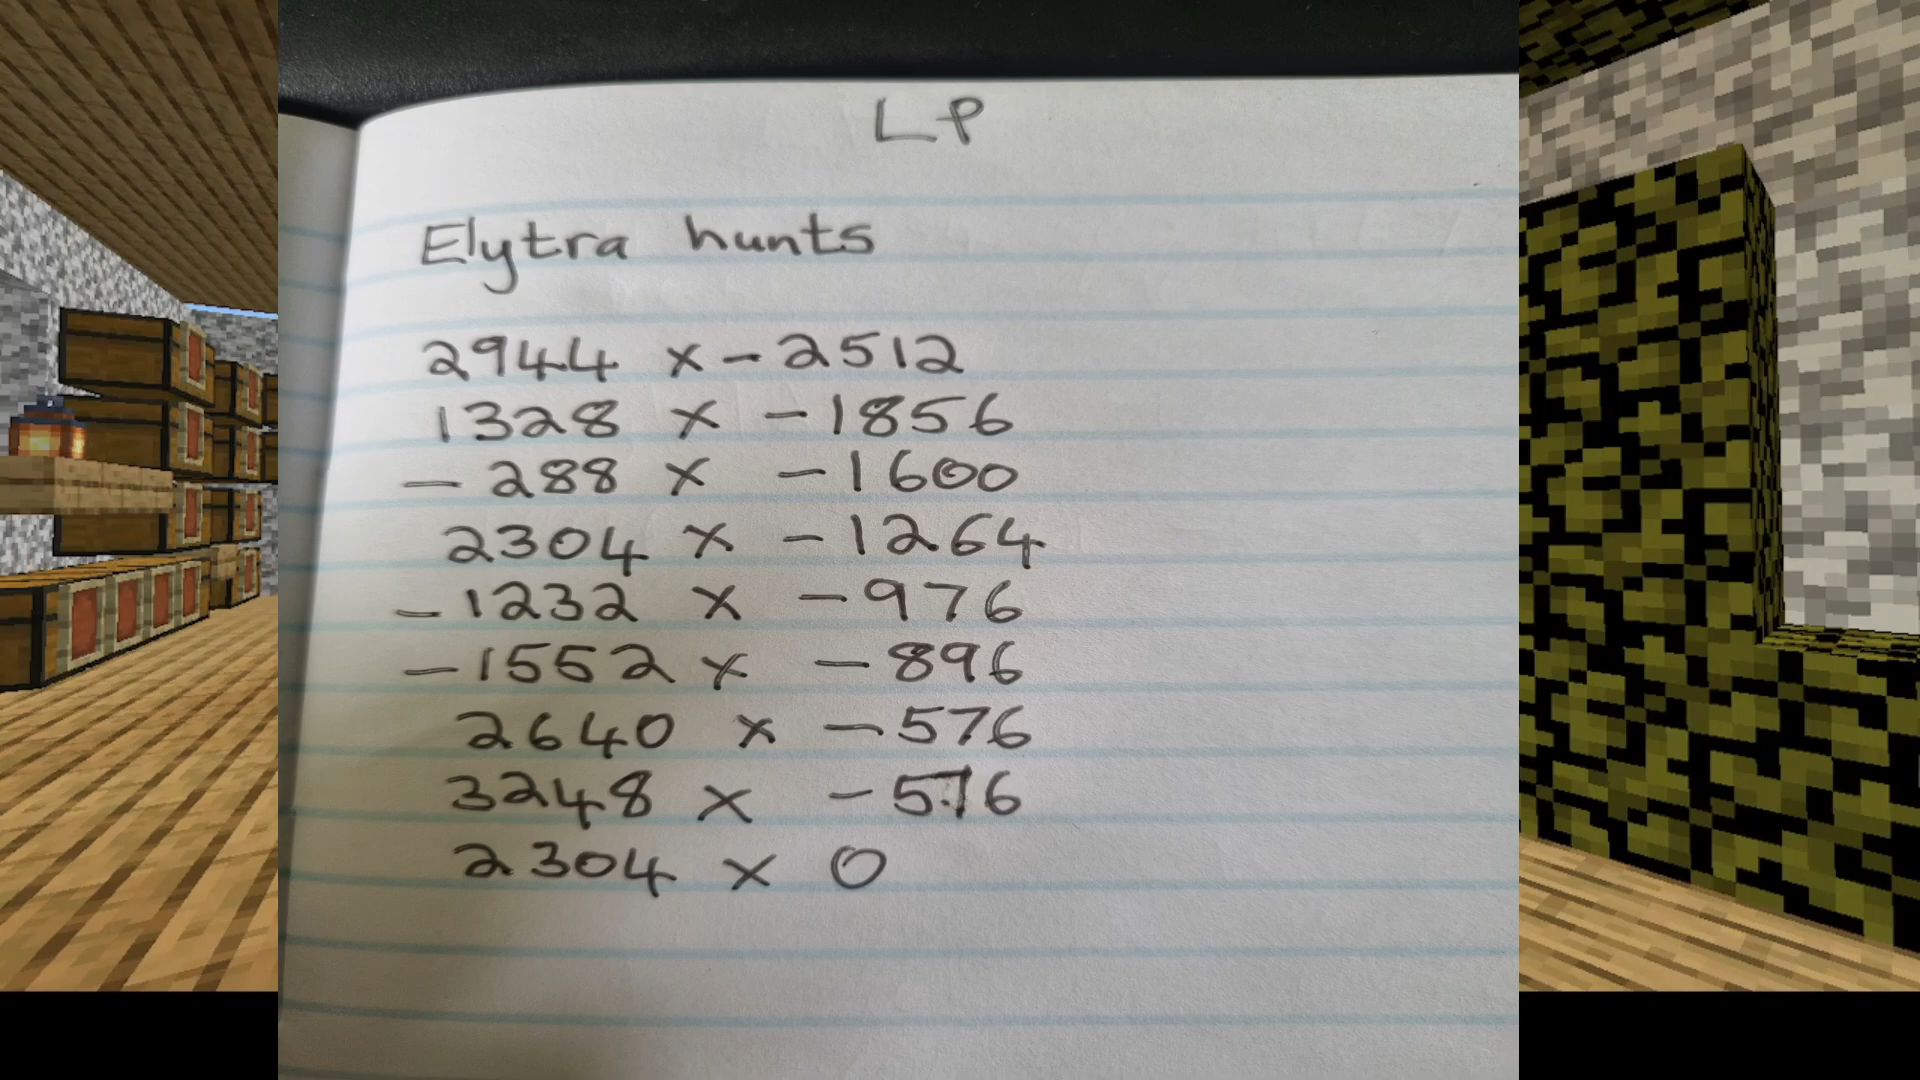 LP
Elytra hunts
2944 x -2512
1328 x -1856
-288 x -1600
2304 x -1264
-1232 x -976
-1552 x -896
2640 x -576
3248 x -576
2304 x 0